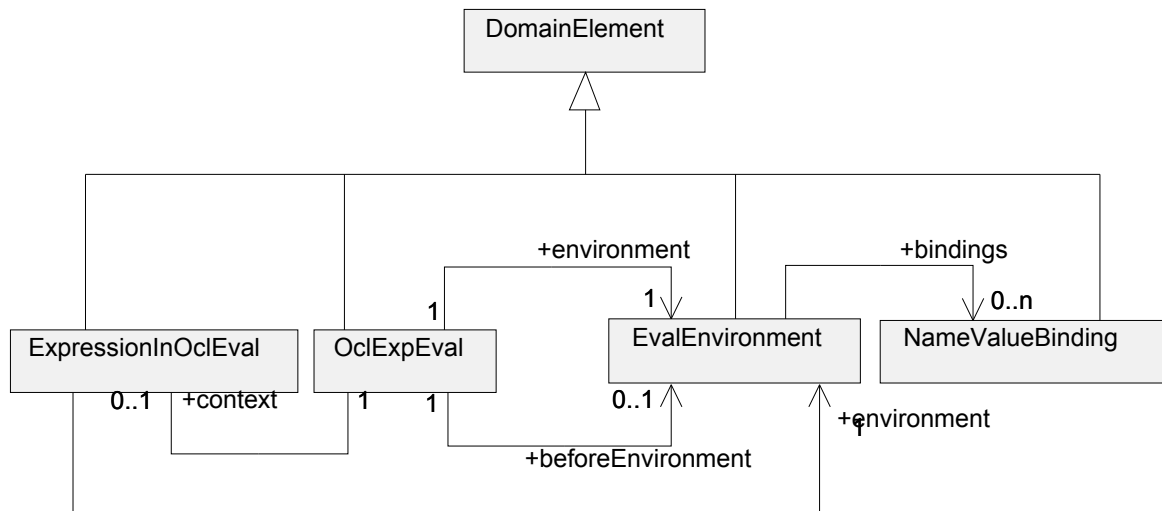 DomainElement
+environment
+bindings
1
1
0..n
ExpressionInOclEval
OclExpEval
EvalEnvironment
NameValueBinding
0..1
+context
1
1
0..1
+environment
1
+beforeEnvironment